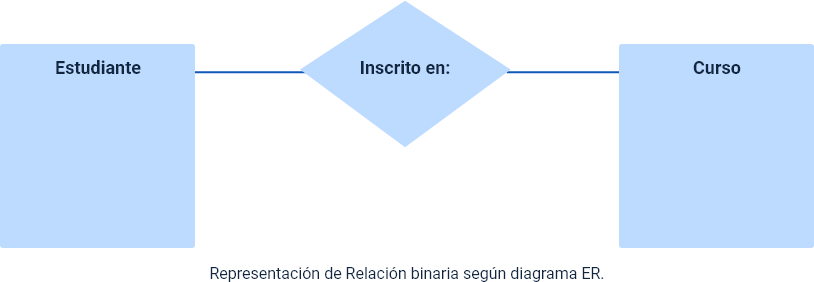 Estudiante
Inscrito en:
Curso
Representación de Relación binaria según diagrama ER.